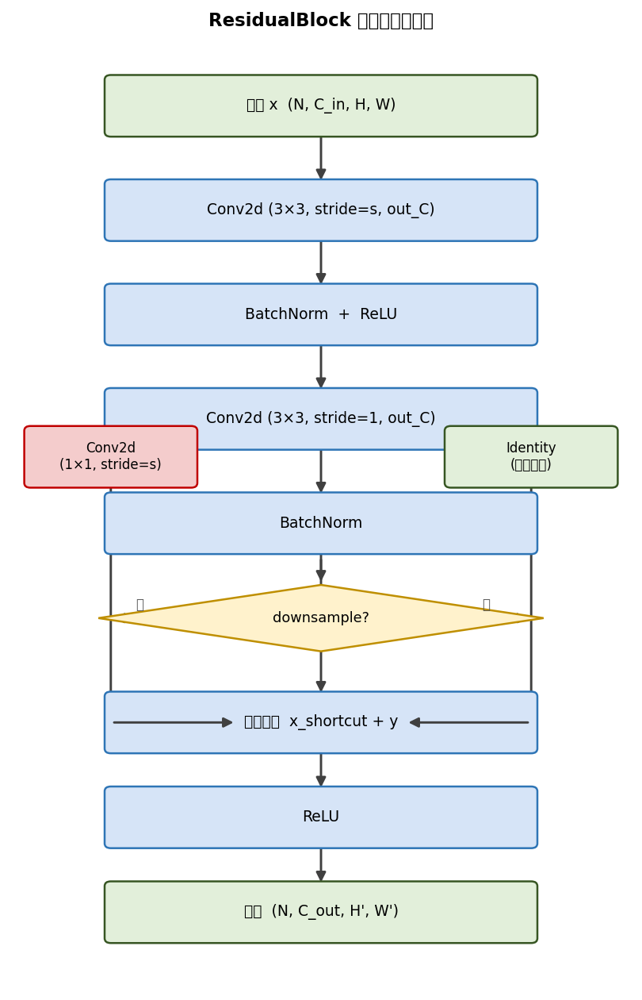 ResidualBlock
x (N, C_in, H, W)
Conv2d (3×3, stride=s, out_C)
BatchNorm + ReLU
Conv2d (3×3, stride=1, out_C)
Conv2d
(1×1, stride=s)
Identity
BatchNorm
downsample?
x_shortcut + y
ReLU
(N, C_out, H', W')